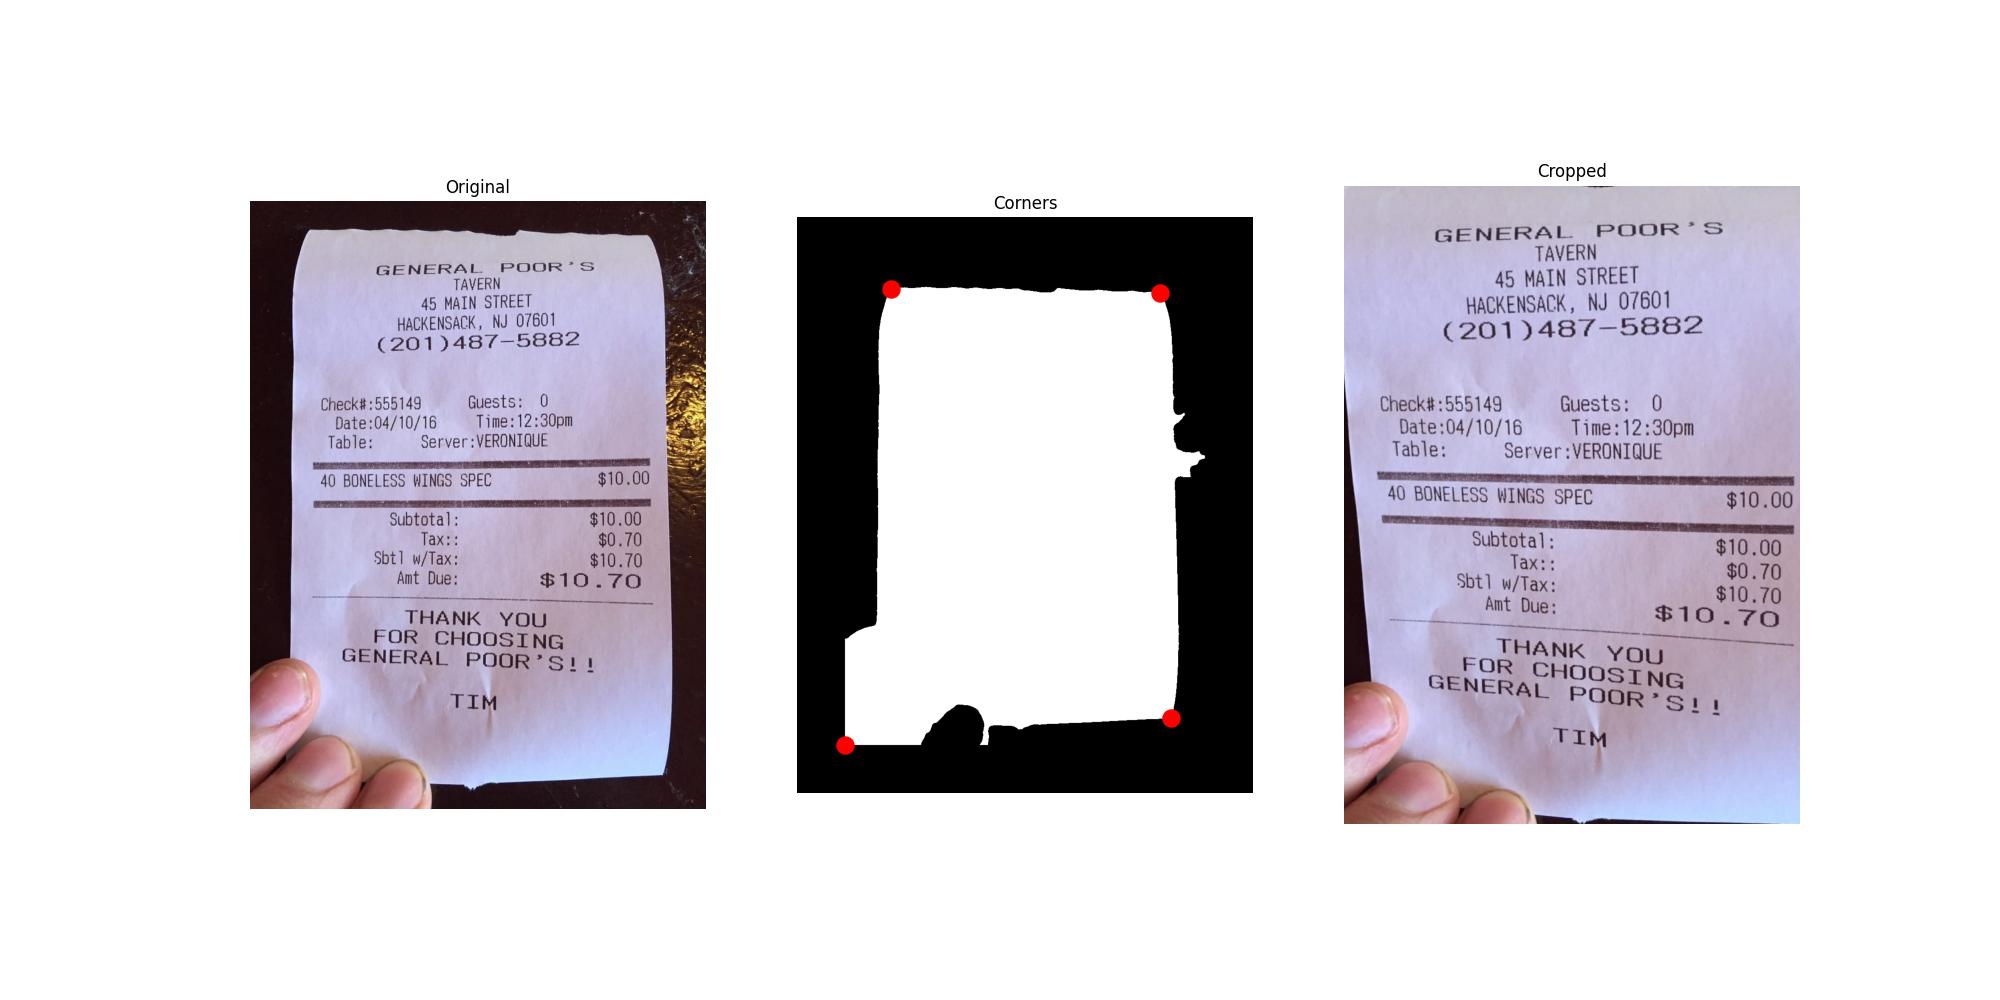 Original
GENERAL POOR'S
TAVERN
45 MAIN STREET
HACKENSACK, NJ 07601
(201)487-5882
Check#:555149 Guests: 0
Date:04/10/16 Time:12:30pm
Table: Server:VERONIQUE
40 BONELESS WINGS SPEC $10.00
Subtotal: $10.00
Tax:: $0.70
Sbtl w/Tax: $10.70
Amt Due: $10.70
THANK YOU
FOR CHOOSING
GENERAL POOR'S!!
TIM
Corners
Cropped
GENERAL POOR'S
TAVERN
45 MAIN STREET
HACKENSACK, NJ 07601
(201)487-5882
Check#:555149 Guests: 0
Date:04/10/16 Time:12:30pm
Table: Server:VERONIQUE
40 BONELESS WINGS SPEC $10.00
Subtotal: $10.00
Tax:: $0.70
Sbtl w/Tax: $10.70
Amt Due: $10.70
THANK YOU
FOR CHOOSING
GENERAL POOR'S!!
TIM